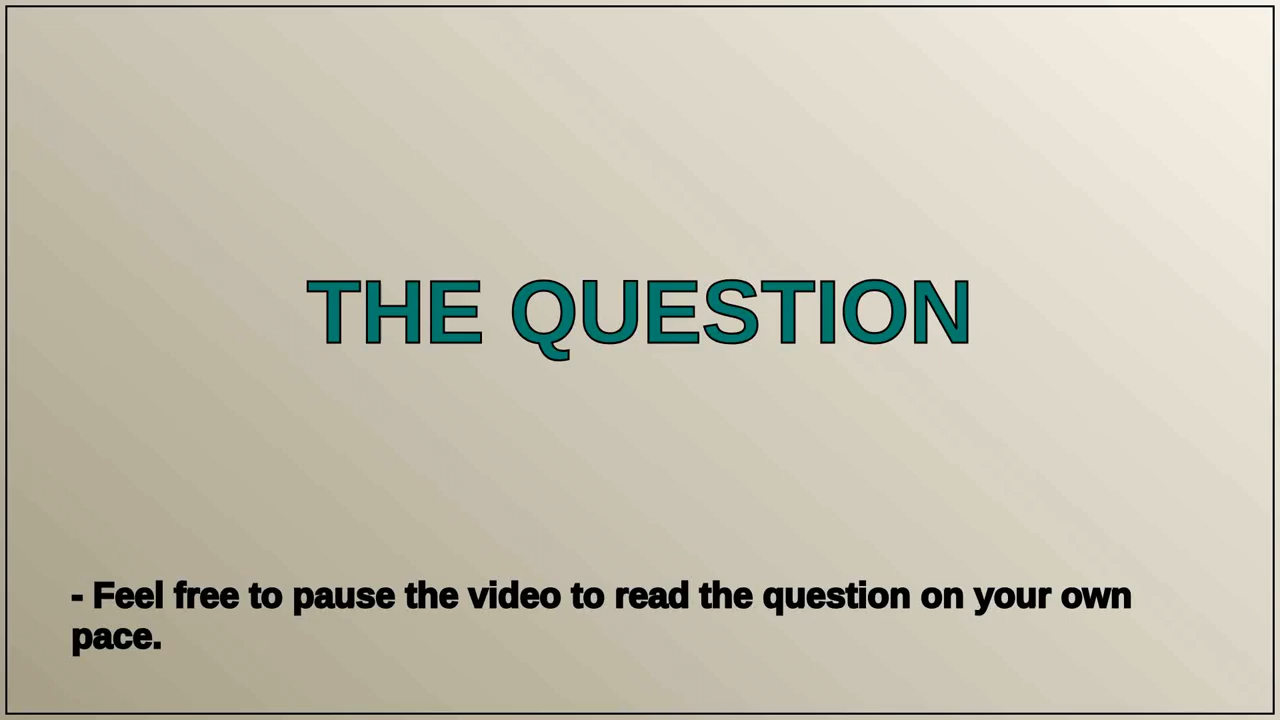 THE QUESTION
- Feel free to pause the video to read the question on your own
pace.